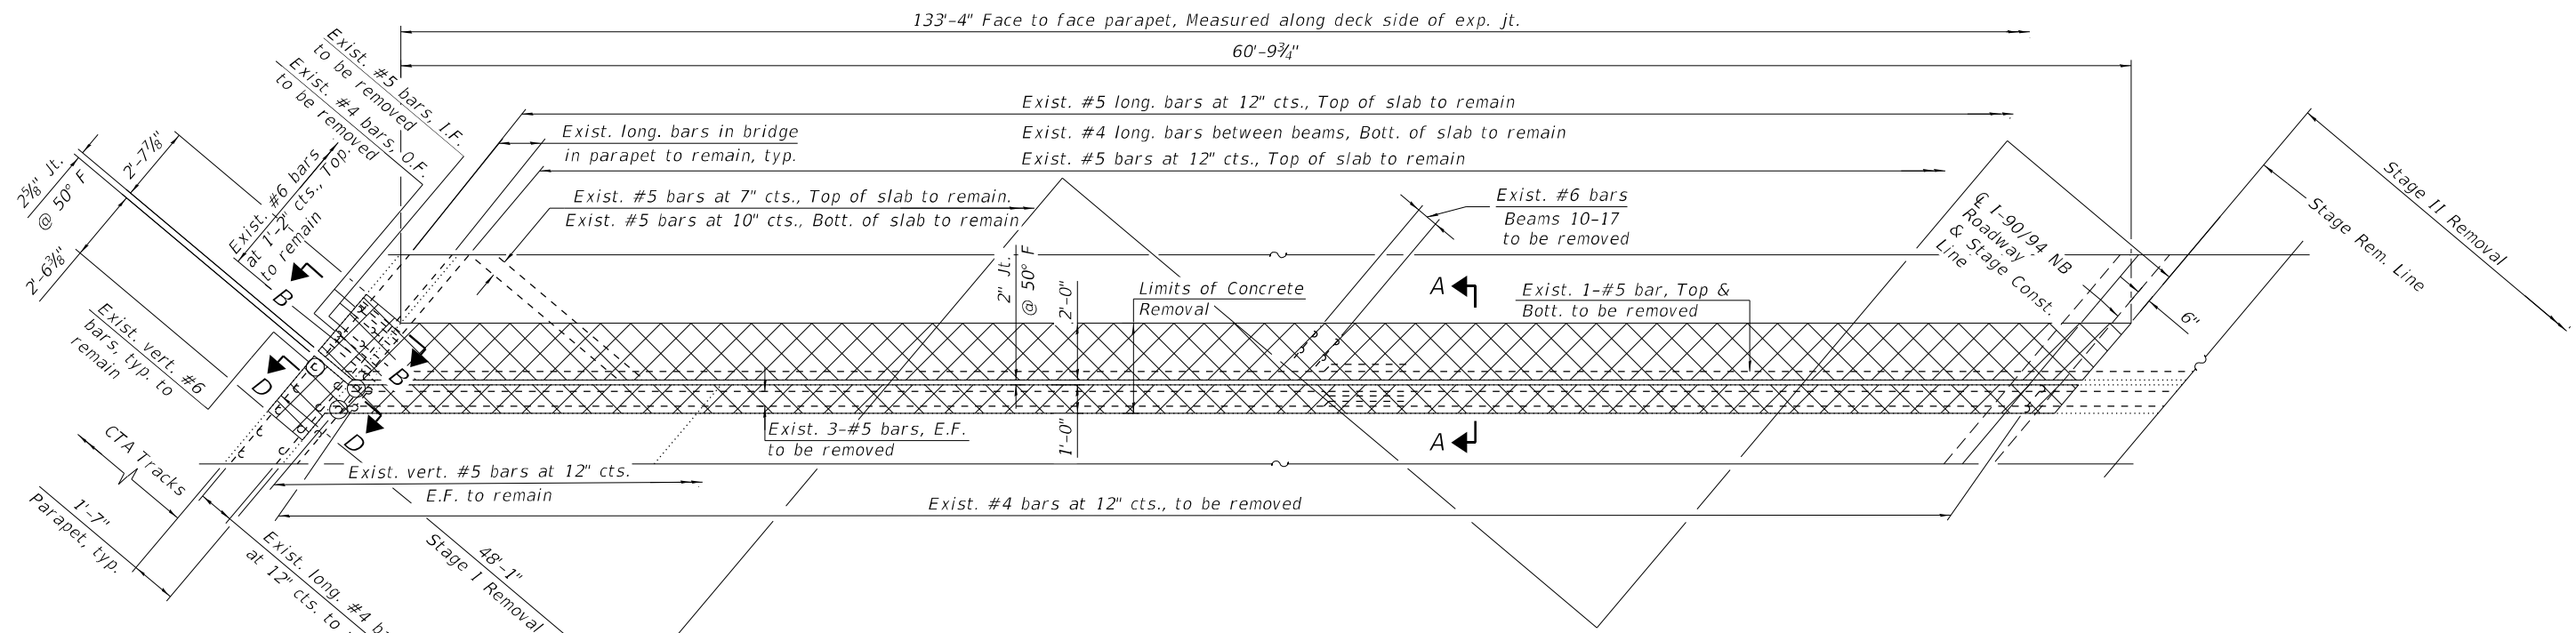 133'-4" Face to face parapet, Measured along deck side of exp. jt.
60'-9¾"
Exist. #5 bars, I.F.
to be removed
Exist. #4 bars, O.F.
to be removed
Exist. #5 long. bars at 12" cts., Top of slab to remain
Exist. long. bars in bridge
in parapet to remain, typ.
Exist. #4 long. bars between beams, Bott. of slab to remain
Exist. #5 bars at 12" cts., Top of slab to remain
2⅝" Jt.
@ 50° F
2'-7⅞"
2'-6⅜"
Exist. #6 bars
at 1'-2" cts., Top.
to remain
Exist. #5 bars at 7" cts., Top of slab to remain.
Exist. #5 bars at 10" cts., Bott. of slab to remain
Exist. #6 bars
Beams 10-17
to be removed
℄ I-90/94 NB
Roadway
& Stage Const.
Line
Stage II Removal
Stage Rem. Line
6"
B
B
D
D
C
Exist. vert. #6
bars, typ. to
remain
2" Jt.
@ 50° F
2'-0"
1'-0"
Limits of Concrete
Removal
A
A
Exist. 1-#5 bar, Top &
Bott. to be removed
Exist. 3-#5 bars, E.F.
to be removed
Exist. vert. #5 bars at 12" cts.
E.F. to remain
Exist. #4 bars at 12" cts., to be removed
CTA Tracks
1'-7"
Parapet, typ.
Exist. long. #4
at 12" cts. to
48'-1"
Stage I Removal